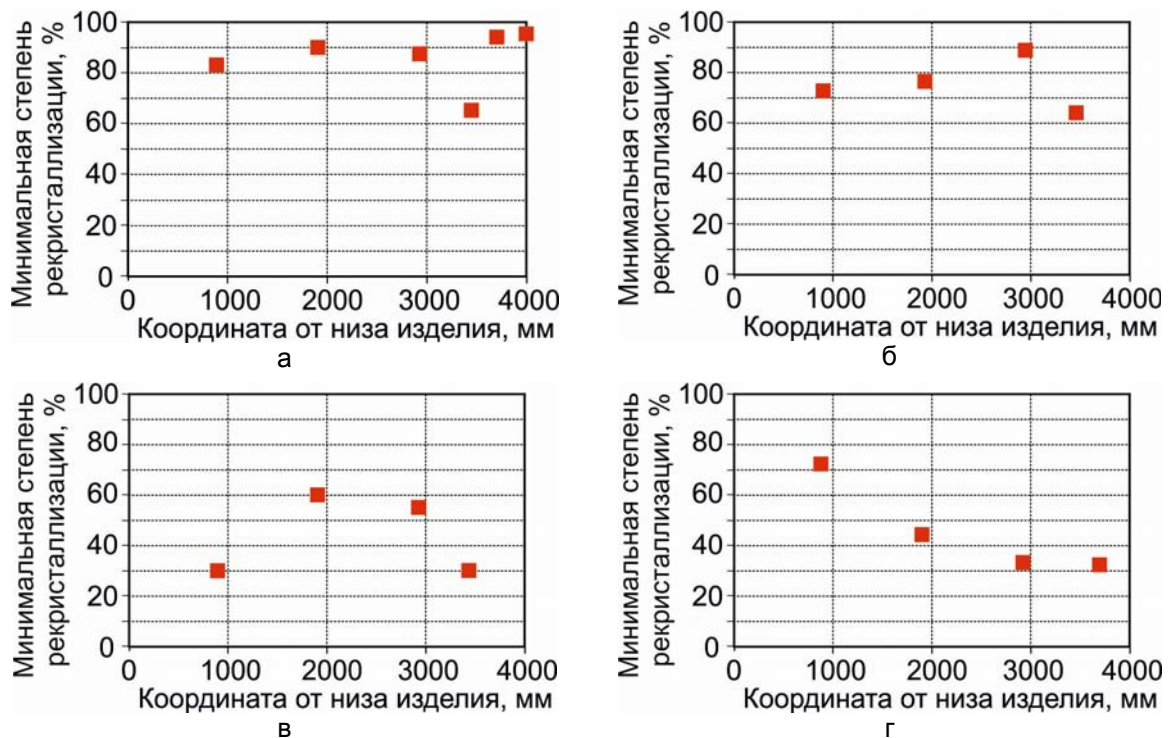 Минимальная степень
рекристаллизации, %
100
80
60
40
20
0
0 1000 2000 3000 4000
Координата от низа изделия, мм
а
Минимальная степень
рекристаллизации, %
100
80
60
40
20
0
0 1000 2000 3000 4000
Координата от низа изделия, мм
б
Минимальная степень
рекристаллизации, %
100
80
60
40
20
0
0 1000 2000 3000 4000
Координата от низа изделия, мм
в
Минимальная степень
рекристаллизации, %
100
80
60
40
20
0
0 1000 2000 3000 4000
Координата от низа изделия, мм
г